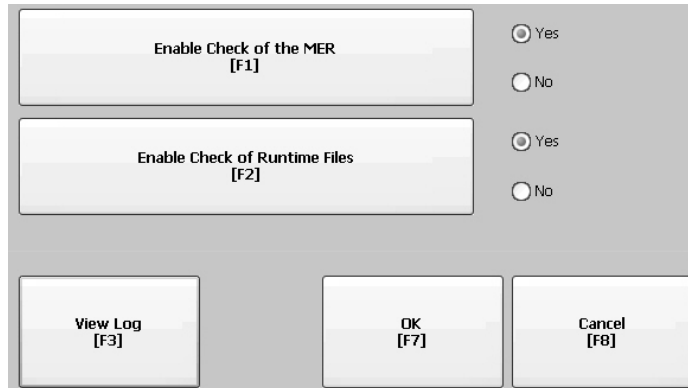 Enable Check of the MER
[F1]
Yes
No
Enable Check of Runtime Files
[F2]
Yes
No
View Log
[F3]
OK
[F7]
Cancel
[F8]